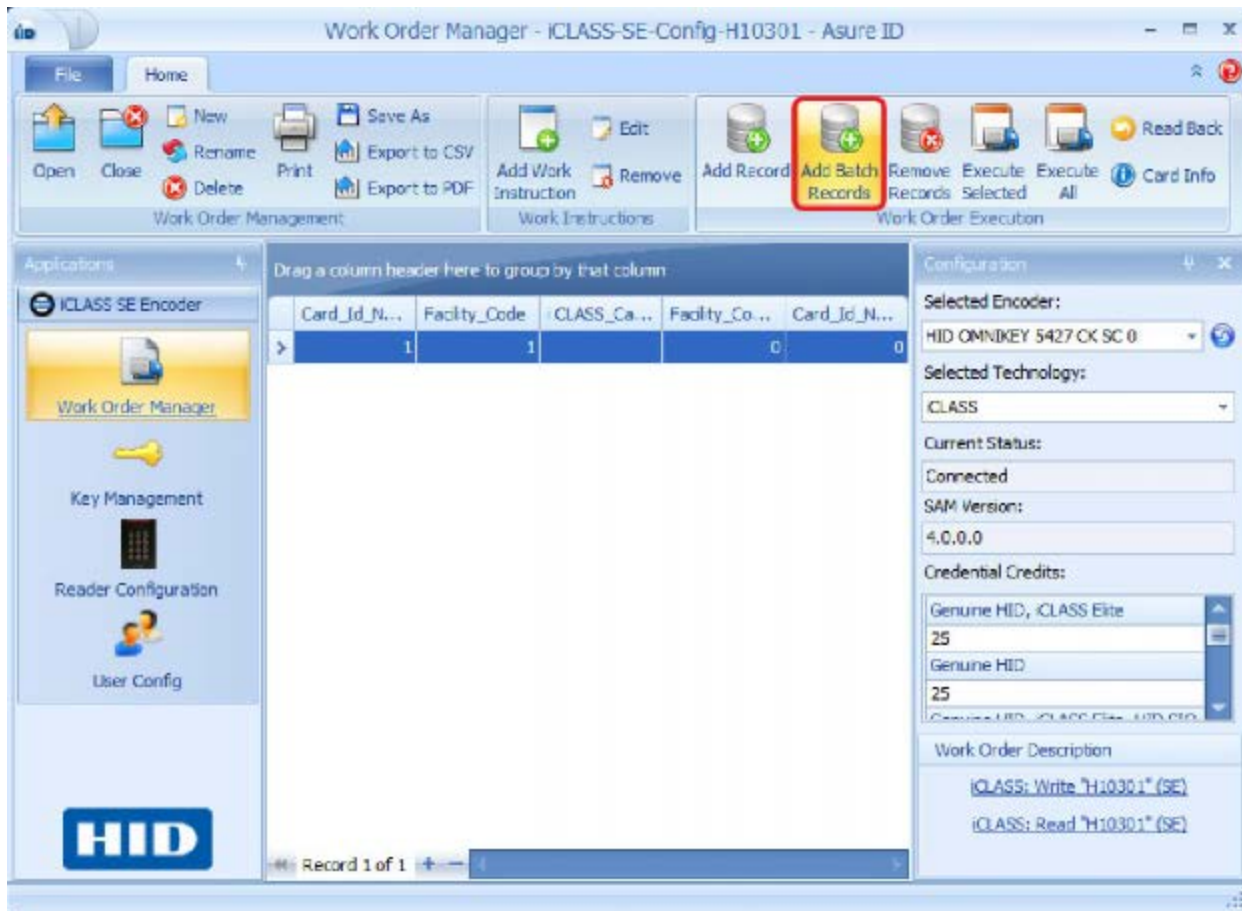 Work Order Manager - iCLASS-SE-Config-H10301 - Asure ID
File Home
New
Rename
Delete
Save As
Export to CSV
Export to PDF
Open Close Print
Work Order Management
Add Work
Instruction
Edit
Remove
Work Instructions
Add Record Add Batch
Records
Remove
Records
Execute
Selected
Execute
All
Read Back
Card Info
Work Order Execution
Applications
iCLASS SE Encoder
Work Order Manager
Key Management
Reader Configuration
User Config
HID
Drag a column header here to group by that column
Card_Id_N... Facility_Code iCLASS_Ca... Facility_Co... Card_Id_N...
1 1 0 0
Record 1 of 1
Configuration
Selected Encoder:
HID OMNIKEY 5427 CK SC 0
Selected Technology:
iCLASS
Current Status:
Connected
SAM Version:
4.0.0.0
Credential Credits:
Genuine HID, iCLASS Elite
25
Genuine HID
25
Genuine HID, iCLASS Elite, HID SIO
Work Order Description
iCLASS: Write "H10301" (SE)
iCLASS: Read "H10301" (SE)